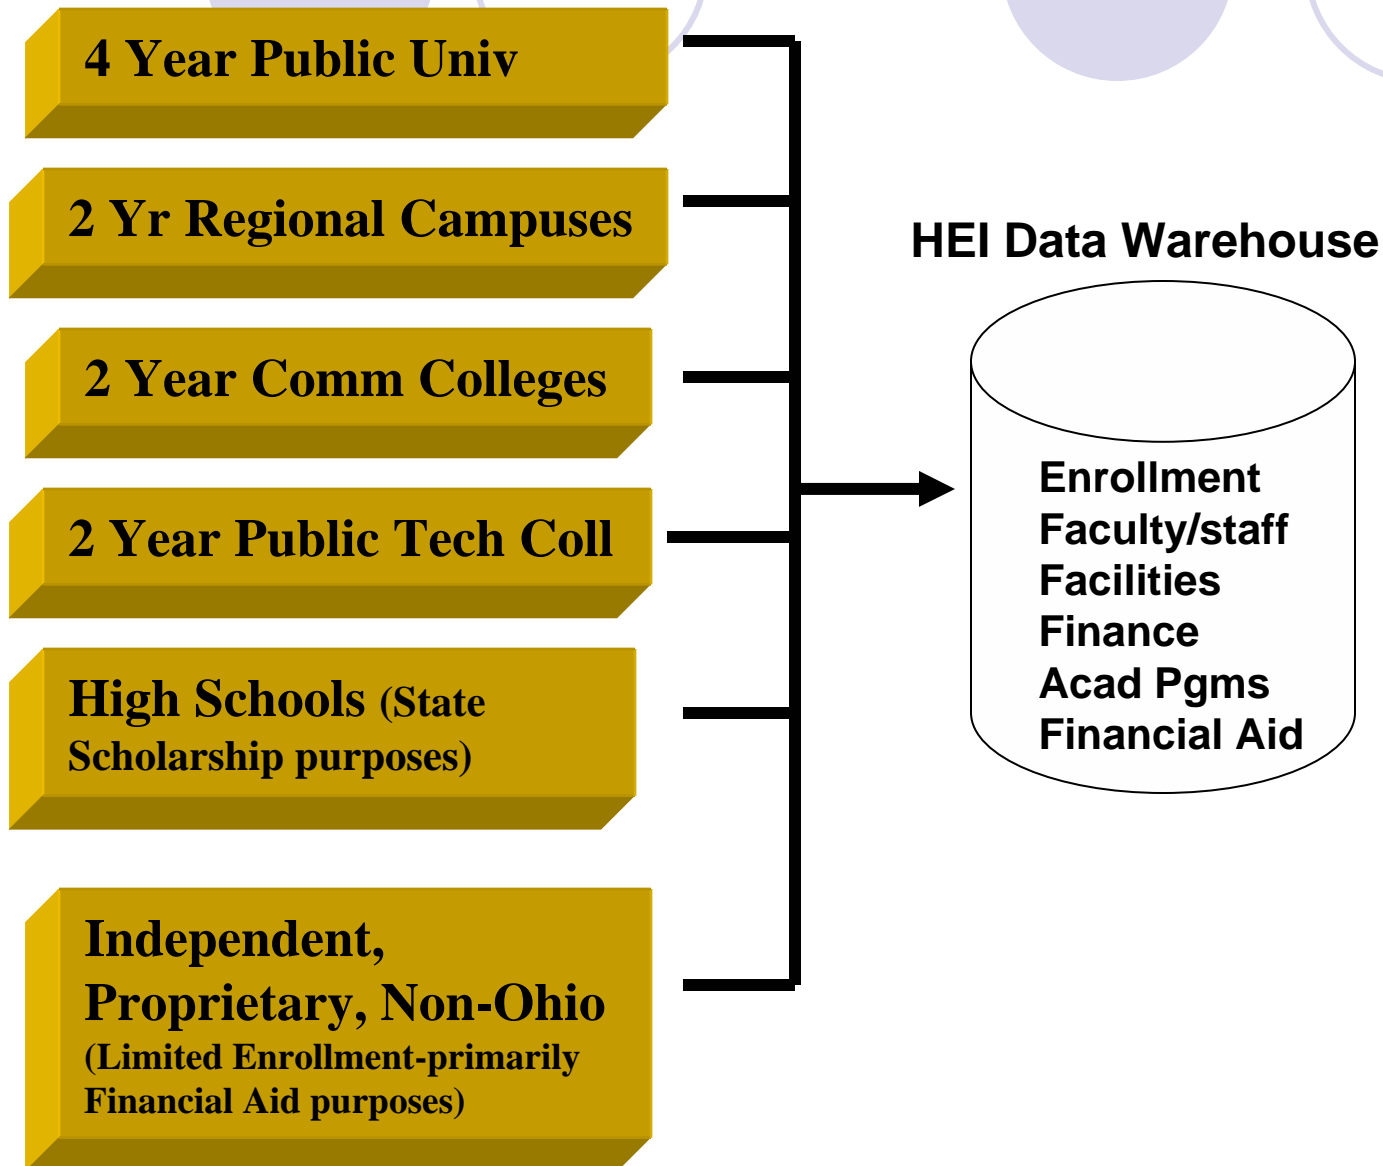 4 Year Public Univ
2 Yr Regional Campuses
2 Year Comm Colleges
2 Year Public Tech Coll
High Schools (State
Scholarship purposes)
Independent,
Proprietary, Non-Ohio
(Limited Enrollment-primarily
Financial Aid purposes)
HEI Data Warehouse
Enrollment
Faculty/staff
Facilities
Finance
Acad Pgms
Financial Aid